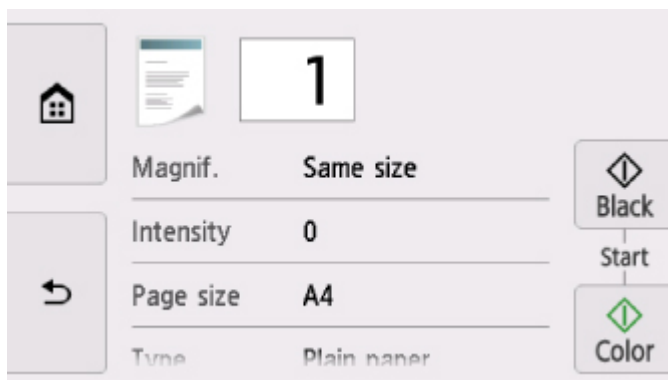 1
Magnif. Same size
Black
Intensity 0
Start
Page size A4
Color
Type Plain paper